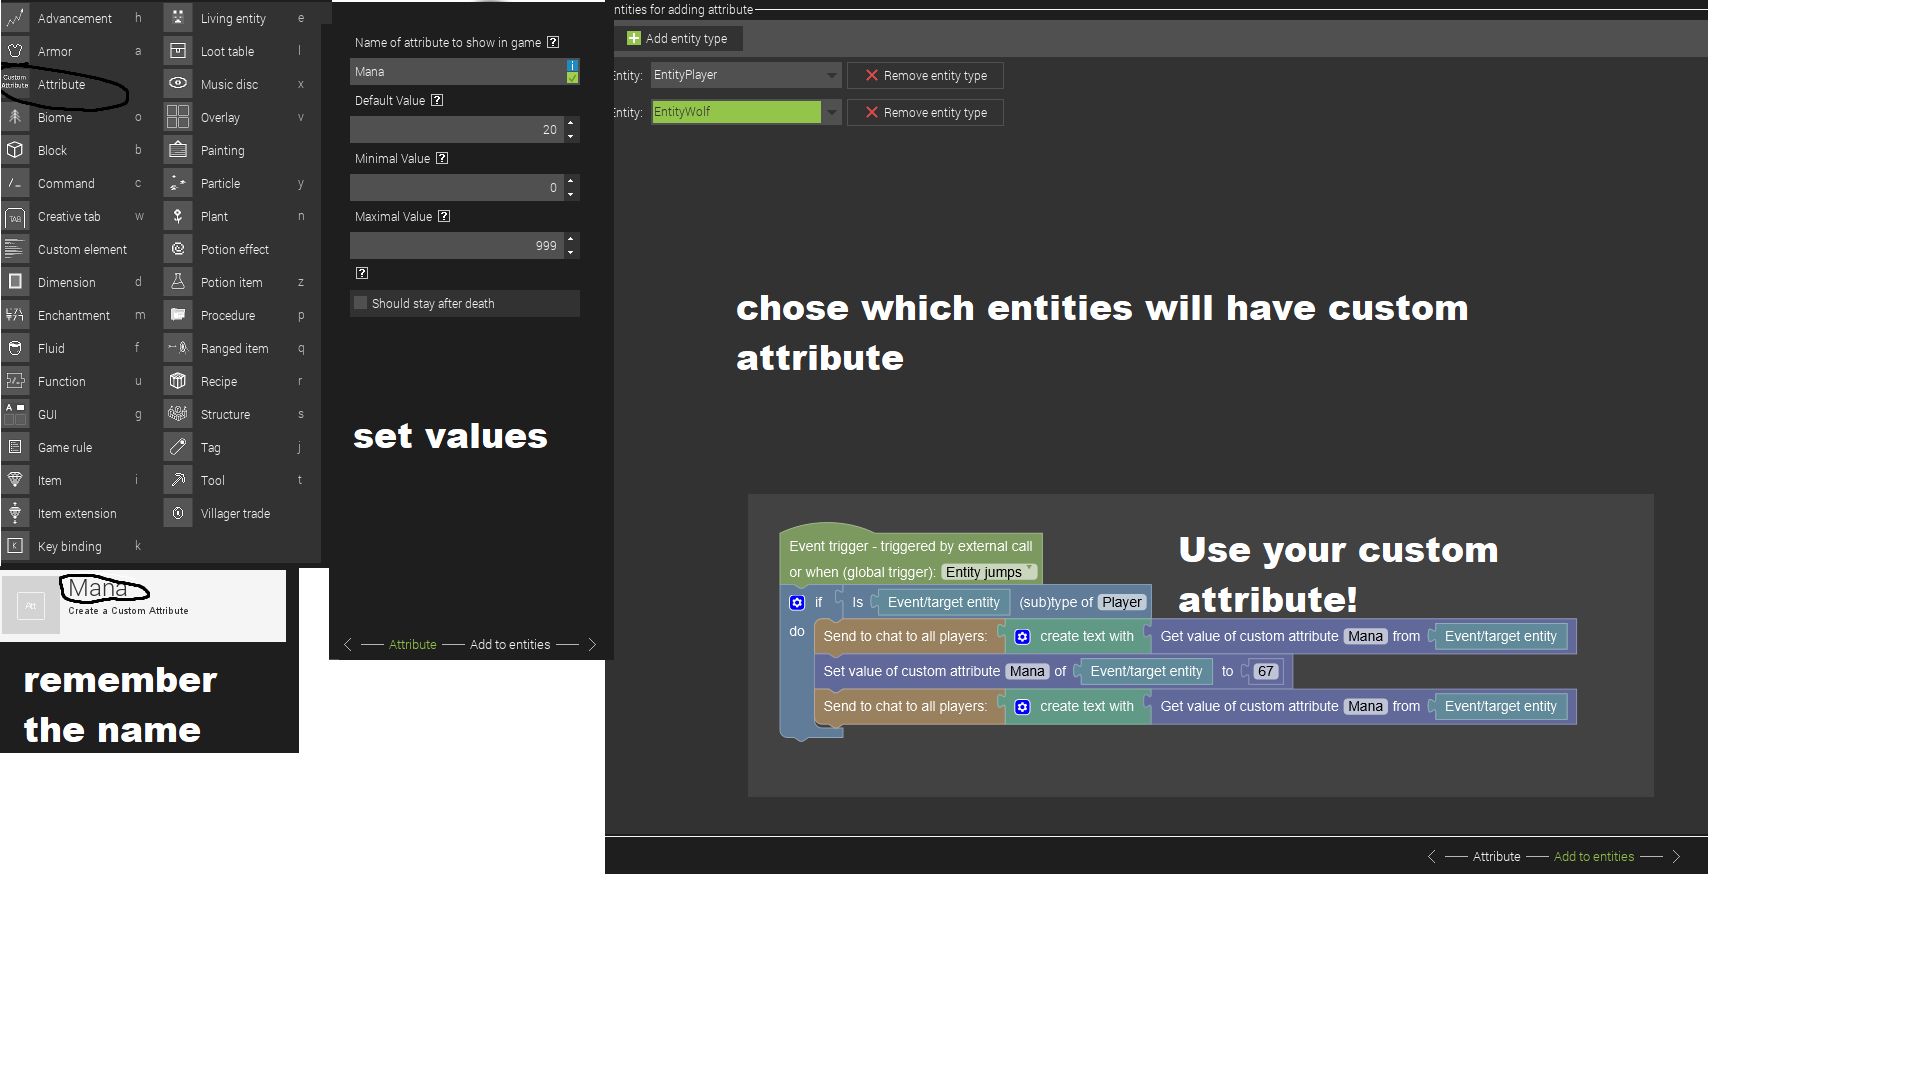 Advancement h
Armor a
Custom
Attribute
Attribute
Biome o
Block b
Command c
TAB
Creative tab w
Custom element
Dimension d
Enchantment m
Fluid f
Function u
GUI g
Game rule
Item i
Item extension
K
Key binding k
Living entity e
Loot table l
Music disc x
Overlay v
Painting
Particle y
Plant n
Potion effect
Potion item z
Procedure p
Ranged item q
Recipe r
Structure s
Tag j
Tool t
Villager trade
Att
Mana
Create a Custom Attribute
remember
the name
Name of attribute to show in game ?
Mana
Default Value ?
20
Minimal Value ?
0
Maximal Value ?
999
?
Should stay after death
set values
Attribute Add to entities
ntities for adding attribute
Add entity type
ntity: EntityPlayer Remove entity type
ntity: EntityWolf Remove entity type
chose which entities will have custom
attribute
Use your custom
attribute!
Event trigger - triggered by external call
or when (global trigger): Entity jumps
if Is Event/target entity (sub)type of Player
do
Send to chat to all players: create text with Get value of custom attribute Mana from Event/target entity
Set value of custom attribute Mana of Event/target entity to 67
Send to chat to all players: create text with Get value of custom attribute Mana from Event/target entity
Attribute Add to entities